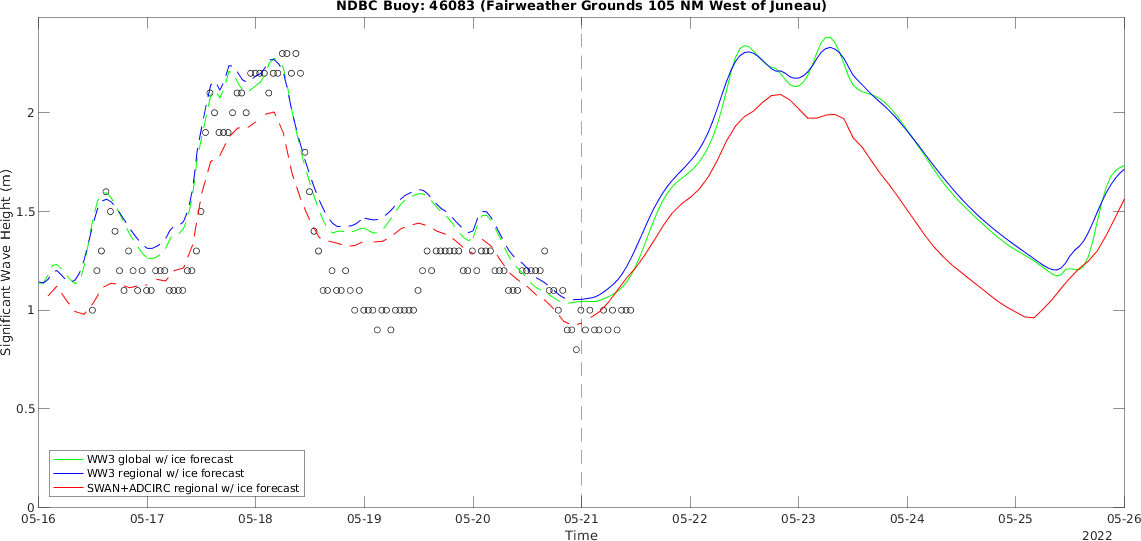 NDBC Buoy: 46083 (Fairweather Grounds 105 NM West of Juneau)
Significant Wave Height (m)
2
1.5
1
0.5
0
WW3 global w/ ice forecast
WW3 regional w/ ice forecast
SWAN+ADCIRC regional w/ ice forecast
05-16 05-17 05-18 05-19 05-20 05-21 05-22 05-23 05-24 05-25 05-26
Time
2022